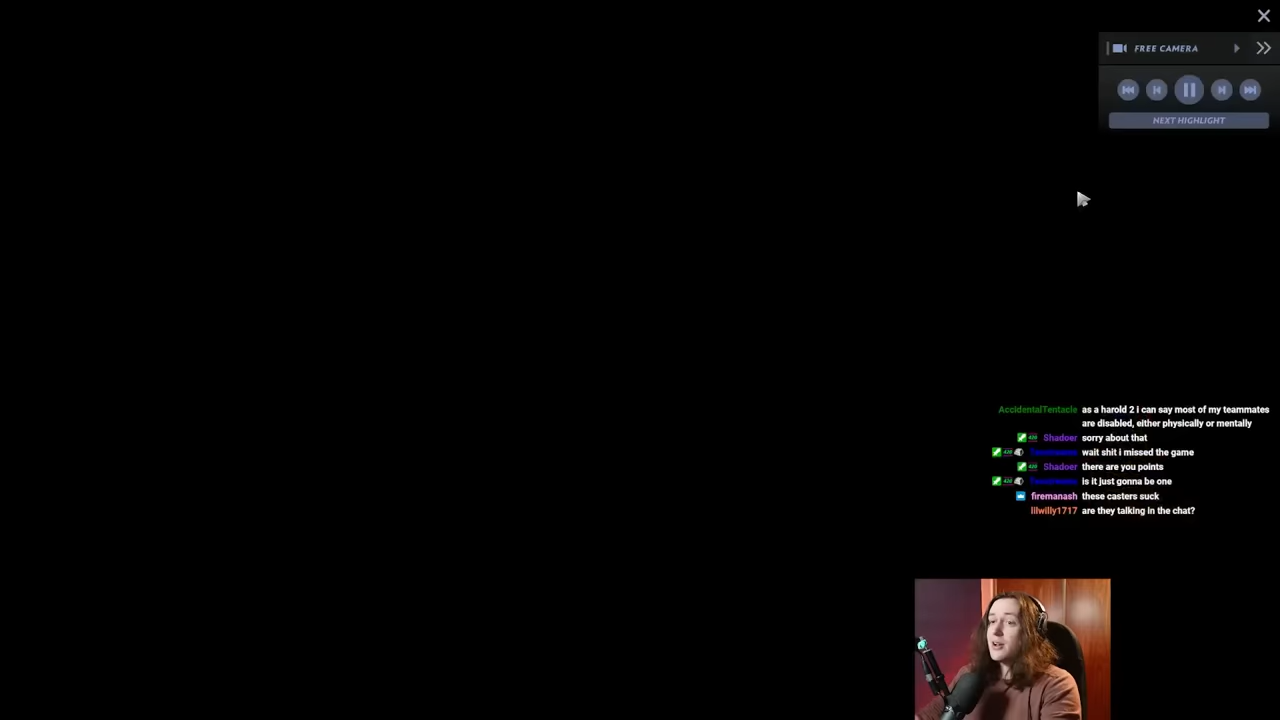 FREE CAMERA
NEXT HIGHLIGHT
AccidentalTentacle as a harold 2 i can say most of my teammates
are disabled, either physically or mentally
Shadoer sorry about that
wait shit i missed the game
Shadoer there are you points
is it just gonna be one
firemanash these casters suck
lilwilly1717 are they talking in the chat?